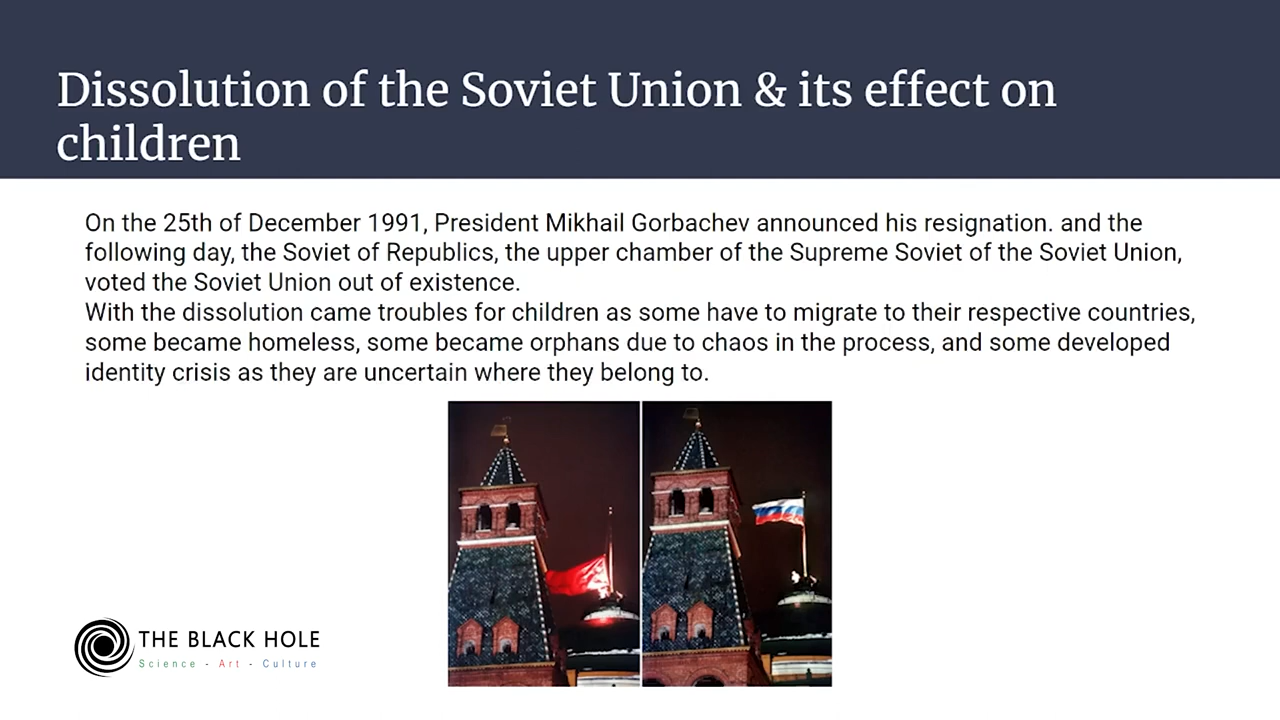 Dissolution of the Soviet Union & its effect on
children
On the 25th of December 1991, President Mikhail Gorbachev announced his resignation. and the
following day, the Soviet of Republics, the upper chamber of the Supreme Soviet of the Soviet Union,
voted the Soviet Union out of existence.
With the dissolution came troubles for children as some have to migrate to their respective countries,
some became homeless, some became orphans due to chaos in the process, and some developed
identity crisis as they are uncertain where they belong to.
THE BLACK HOLE
Science - Art - Culture